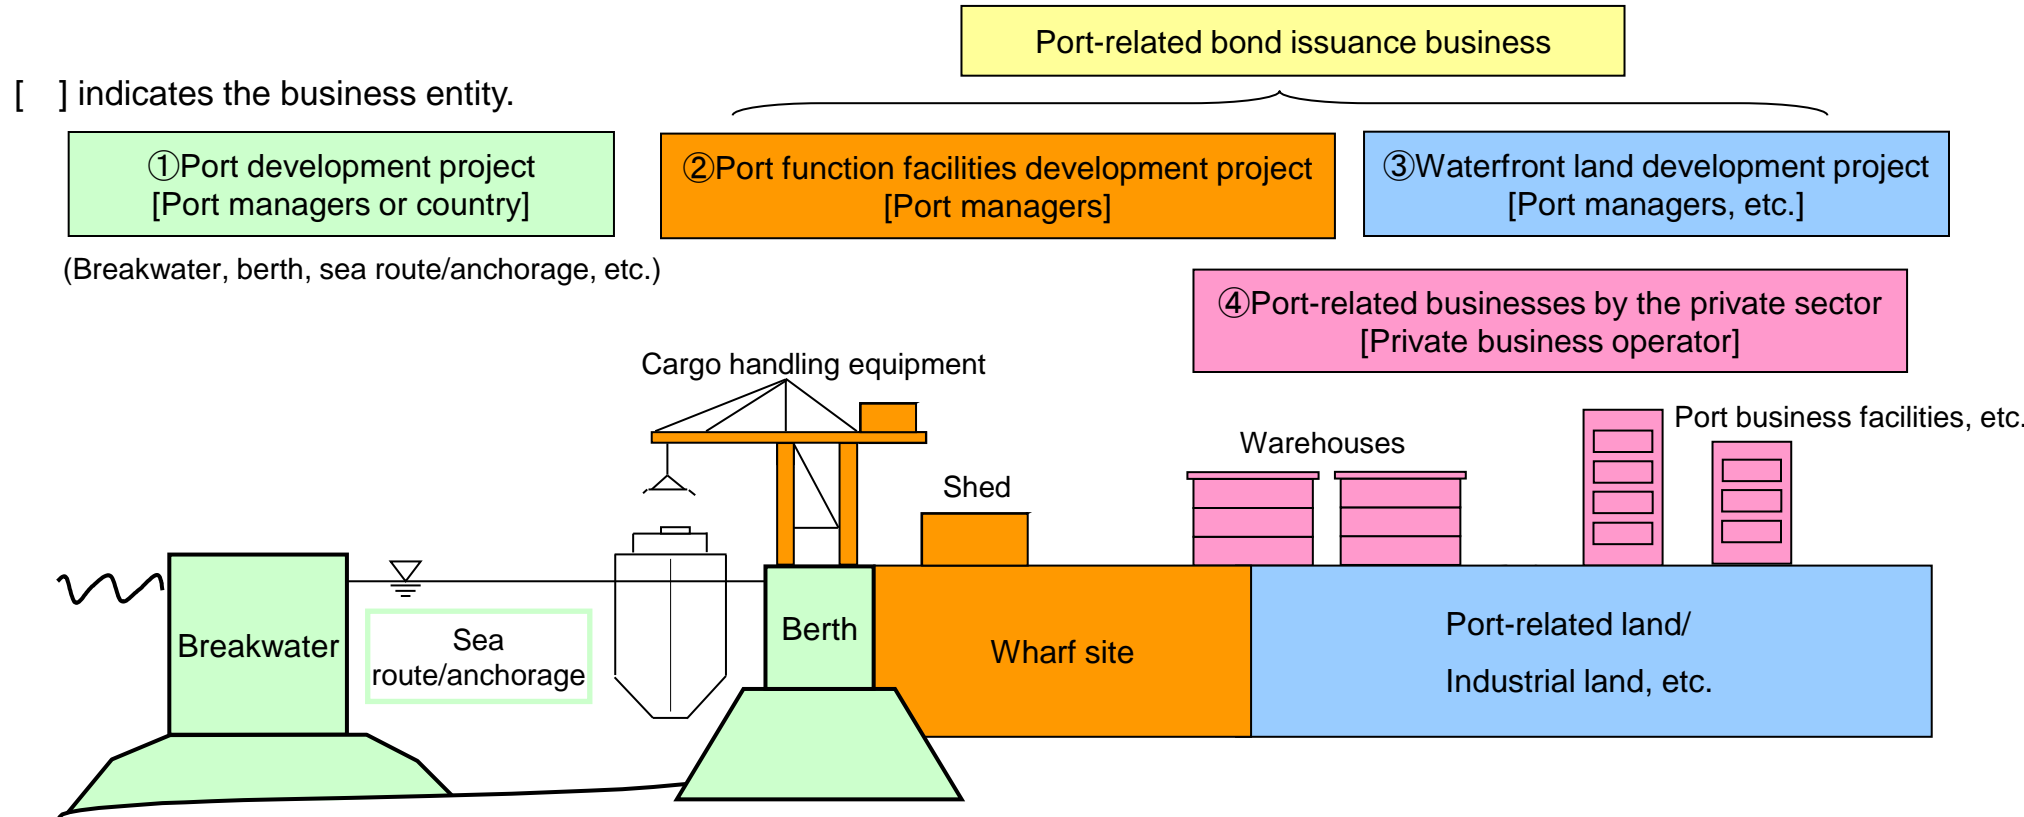 Port-related bond issuance business
[ ] indicates the business entity.
①Port development project
[Port managers or country]
②Port function facilities development project
[Port managers]
③Waterfront land development project
[Port managers, etc.]
(Breakwater, berth, sea route/anchorage, etc.)
④Port-related businesses by the private sector
[Private business operator]
Cargo handling equipment
Port business facilities, etc.
Warehouses
Shed
Breakwater
Sea
route/anchorage
Berth
Wharf site
Port-related land/
Industrial land, etc.